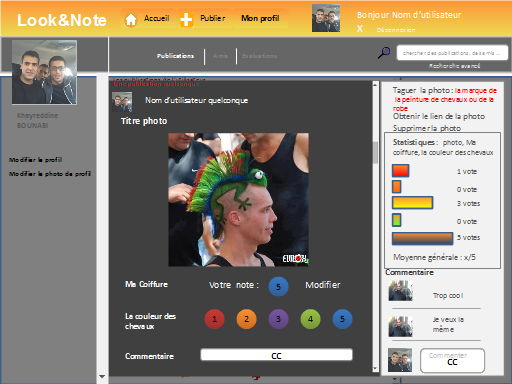 Look&Note
Accueil
Publier
Mon profil
Bonjour Nom d'utilisateur
X
Déconnexion
Publications
Amis
Evaluations
chercher des publications, des amis ...
Recherche avancé
Khayreddine
BOUNABI
Modifier le profil
Modifier la photo de profil
Nom d'utilisateur quelconque
Titre photo
Ma Coiffure
Votre note :
5
Modifier
La couleur des
chevaux
1
2
3
4
5
Commentaire
CC
Taguer la photo : la marque de
la peinture de chevaux ou de la
robe
Obtenir le lien de la photo
Supprimer la photo
Statistiques : photo, Ma
coiffure, la couleur des chevaux
1 vote
0 vote
3 votes
0 vote
5 votes
Moyenne générale : x/5
Commentaire
Trop cool
Je veux la
même
Commenter
CC